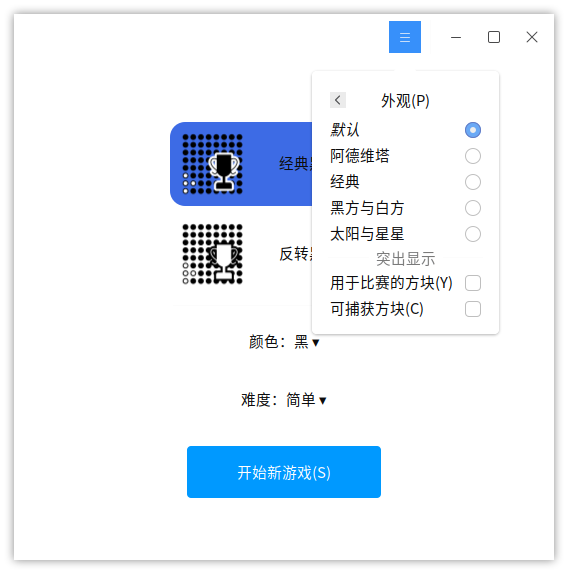 外观(P)
默认
阿德维塔
经典
黑方与白方
太阳与星星
突出显示
用于比赛的方块(Y)
可捕获方块(C)
经典
反转
颜色：黑 ▾
难度：简单 ▾
开始新游戏(S)